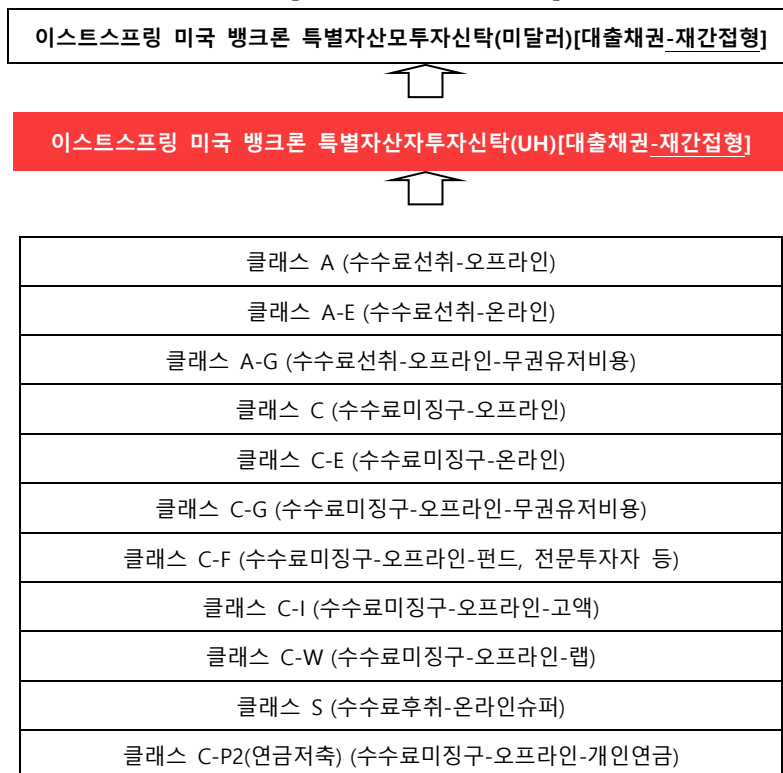 이스트스프링 미국 뱅크론 특별자산모투자신탁(미달러)[대출채권-재간접형]
이스트스프링 미국 뱅크론 특별자산자투자신탁(UH)[대출채권-재간접형]
클래스 A (수수료선취-오프라인)
클래스 A-E (수수료선취-온라인)
클래스 A-G (수수료선취-오프라인-무권유저비용)
클래스 C (수수료미징구-오프라인)
클래스 C-E (수수료미징구-온라인)
클래스 C-G (수수료미징구-오프라인-무권유저비용)
클래스 C-F (수수료미징구-오프라인-펀드, 전문투자자 등)
클래스 C-I (수수료미징구-오프라인-고액)
클래스 C-W (수수료미징구-오프라인-랩)
클래스 S (수수료후취-온라인슈퍼)
클래스 C-P2(연금저축) (수수료미징구-오프라인-개인연금)